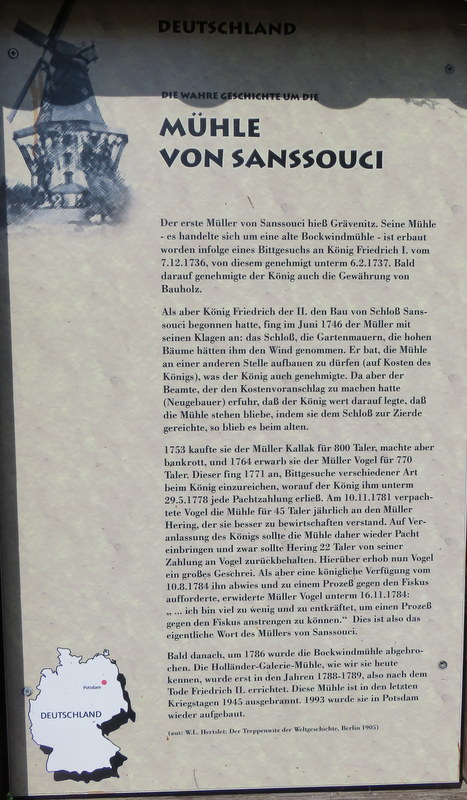 DEUTSCHLAND
DIE WAHRE GESCHICHTE UM DIE
MÜHLE
VON SANSSOUCI
Der erste Müller von Sanssouci hieß Grävenitz. Seine Mühle
- es handelte sich um eine alte Bockwindmühle - ist erbaut
worden infolge eines Bittgesuchs an König Friedrich I. vom
7.12.1736, von diesem genehmigt unterm 6.2.1737. Bald
darauf genehmigte der König auch die Gewährung von
Bauholz.
Als aber König Friedrich der II. den Bau von Schloß Sans-
souci begonnen hatte, fing im Juni 1746 der Müller mit
seinen Klagen an: das Schloß, die Gartenmauern, die hohen
Bäume hätten ihm den Wind genommen. Er bat, die Mühle
an einer anderen Stelle aufbauen zu dürfen (auf Kosten des
Königs), was der König auch genehmigte. Da aber der
Beamte, der den Kostenvoranschlag zu machen hatte
(Neugebauer) erfuhr, daß der König wert darauf legte, daß
die Mühle stehen bliebe, indem sie dem Schloß zur Zierde
gereichte, so blieb es beim alten.
1753 kaufte sie der Müller Kallak für 800 Taler, machte aber
bankrott, und 1764 erwarb sie der Müller Vogel für 770
Taler. Dieser fing 1771 an, Bittgesuche verschiedener Art
beim König einzureichen, worauf der König ihm unterm
29.5.1778 jede Pachtzahlung erließ. Am 10.11.1781 verpach-
tete Vogel die Mühle für 45 Taler jährlich an den Müller
Hering, der sie besser zu bewirtschaften verstand. Auf Ver-
anlassung des Königs sollte die Mühle daher wieder Pacht
einbringen und zwar sollte Hering 22 Taler von seiner
Zahlung an Vogel zurückbehalten. Hierüber erhob nun Vogel
ein großes Geschrei. Als aber eine königliche Verfügung vom
10.8.1784 ihn abwies und zu einem Prozeß gegen den Fiskus
aufforderte, erwiderte Müller Vogel unterm 16.11.1784:
„ ... ich bin viel zu wenig und zu entkräftet, um einen Prozeß
gegen den Fiskus anstrengen zu können.“ Dies ist also das
eigentliche Wort des Müllers von Sanssouci.
Bald danach, um 1786 wurde die Bockwindmühle abgebro-
chen. Die Holländer-Galerie-Mühle, wie wir sie heute
kennen, wurde erst in den Jahren 1788-1789, also nach dem
Tode Friedrich II. errichtet. Diese Mühle ist in den letzten
Kriegstagen 1945 ausgebrannt. 1993 wurde sie in Potsdam
wieder aufgebaut.
(aus: W.L. Hertslet: Der Treppenwitz der Weltgeschichte, Berlin 1905)
Potsdam
DEUTSCHLAND